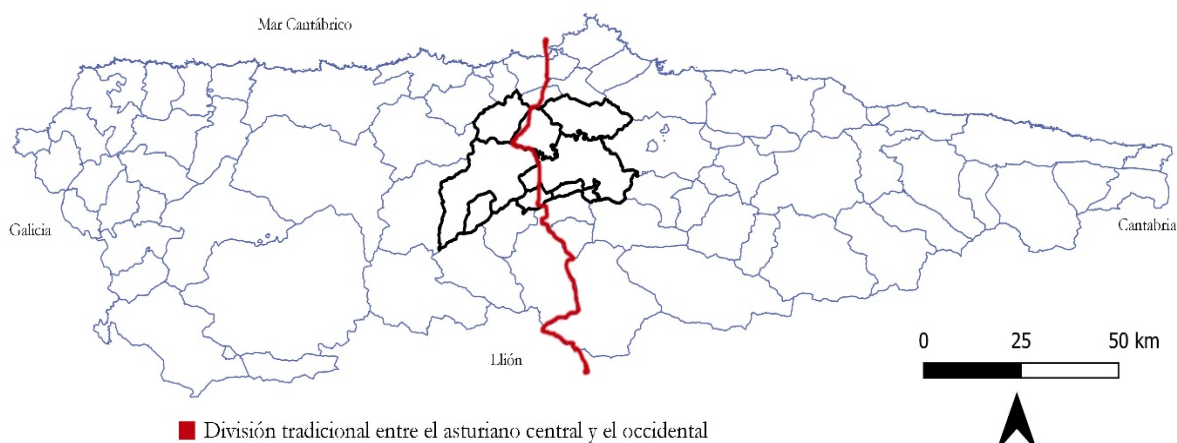 Mar Cantábrico
Galicia
Cantabria
Llión
0 25 50 km
División tradicional entre el asturiano central y el occidental